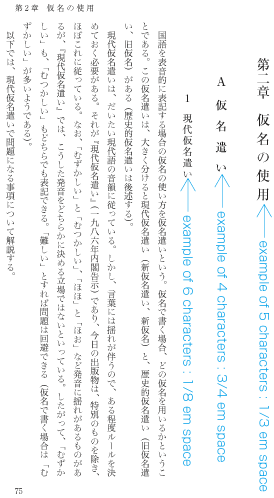 第2章　仮名の使用
第二章　仮名の使用
example of 5 characters : 1/3 em space
A　仮名遣い
example of 4 characters : 3/4 em space
1　現代仮名遣い
example of 6 characters : 1/8 em space
国語を表音的に表記する場合の仮名の使い方を仮名遣いという。仮名で書く場合、どの仮名を用いるかというこ
とである。この仮名遣いは、大きく分けると現代仮名遣い（新仮名遣い、新仮名）と、歴史的仮名遣い（旧仮名遣
い、旧仮名）がある（歴史的仮名遣いは後述する）。
現代仮名遣いは、だいたい現代語の音韻に従っている。しかし、言葉には揺れが伴うので、ある程度ルールを決
めておく必要がある。それが『現代仮名遣い』（一九八六年内閣告示）であり、今日の出版物は、特別のものを除き、
ほぼこれに従っている。なお、「むずかしい」と「むつかしい」、「ほほ」と「ほお」など発音に揺れがあるものがあ
るが、『現代仮名遣い』では、こうした発音をどちらかに決める立場ではないといっている。したがって、「むずか
しい」も、「むつかしい」もどちらでも表記できる。「難しい」とすれば問題は回避できる（仮名で書く場合は「む
ずかしい」が多いようである）。
以下では、現代仮名遣いで問題になる事項について解説する。
75